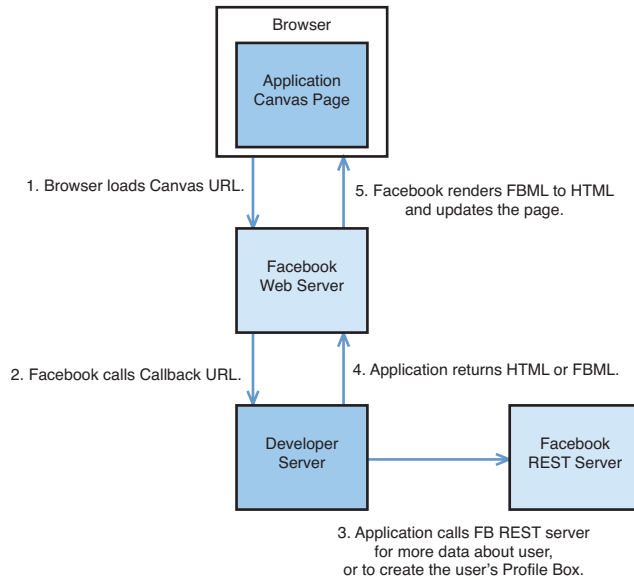 Browser
Application
Canvas Page
1. Browser loads Canvas URL.
5. Facebook renders FBML to HTML
and updates the page.
Facebook
Web Server
2. Facebook calls Callback URL.
4. Application returns HTML or FBML.
Developer
Server
Facebook
REST Server
3. Application calls FB REST server
for more data about user,
or to create the user's Profile Box.